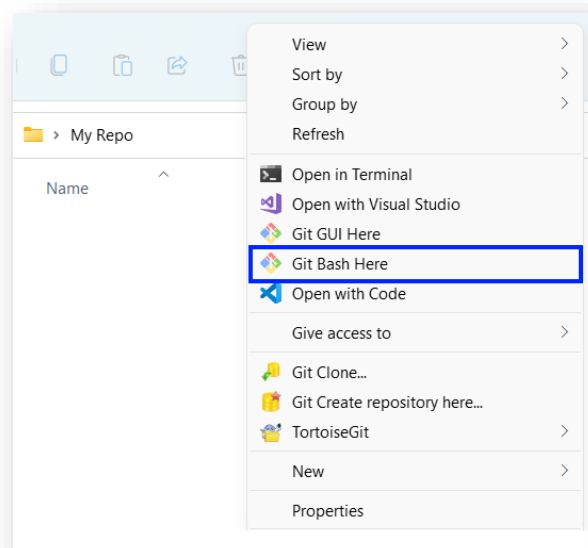 View
Sort by
Group by
Refresh
My Repo
Name
Open in Terminal
Open with Visual Studio
Git GUI Here
Git Bash Here
Open with Code
Give access to
Git Clone...
Git Create repository here...
TortoiseGit
New
Properties